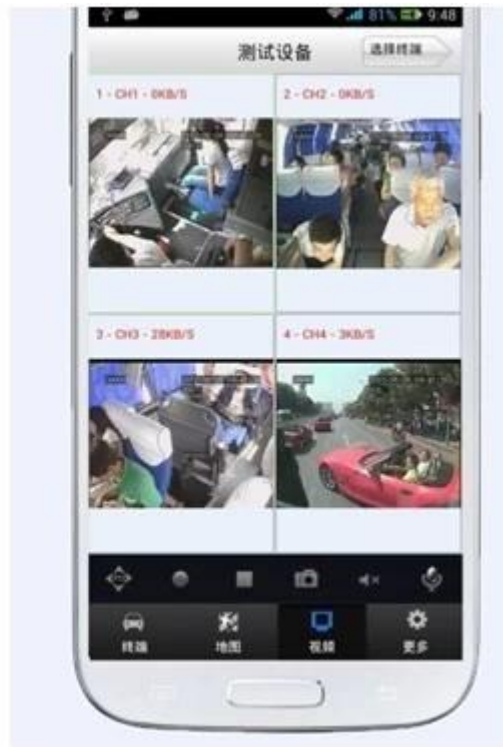 81% 9:48
测试设备 选择终端
1 - CH1 - 0KB/S 2 - CH2 - 0KB/S
3 - CH3 - 28KB/S 4 - CH4 - 3KB/S
终端 地图 视频 更多